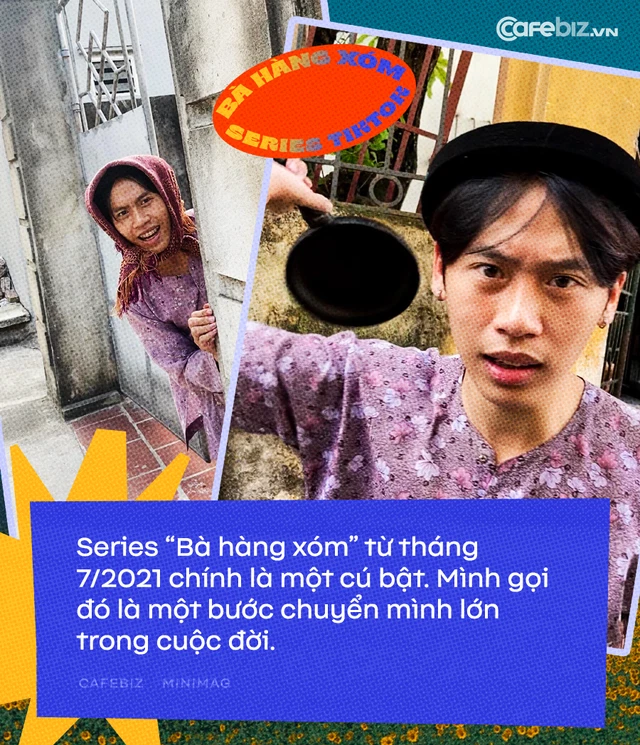 Cafebiz.VN
BÀ HÀNG XÓM
SERIES TIKTOK
Series “Bà hàng xóm” từ tháng
7/2021 chính là một cú bật. Mình gọi
đó là một bước chuyển mình lớn
trong cuộc đời.
CAFEBIZ MINIMAG